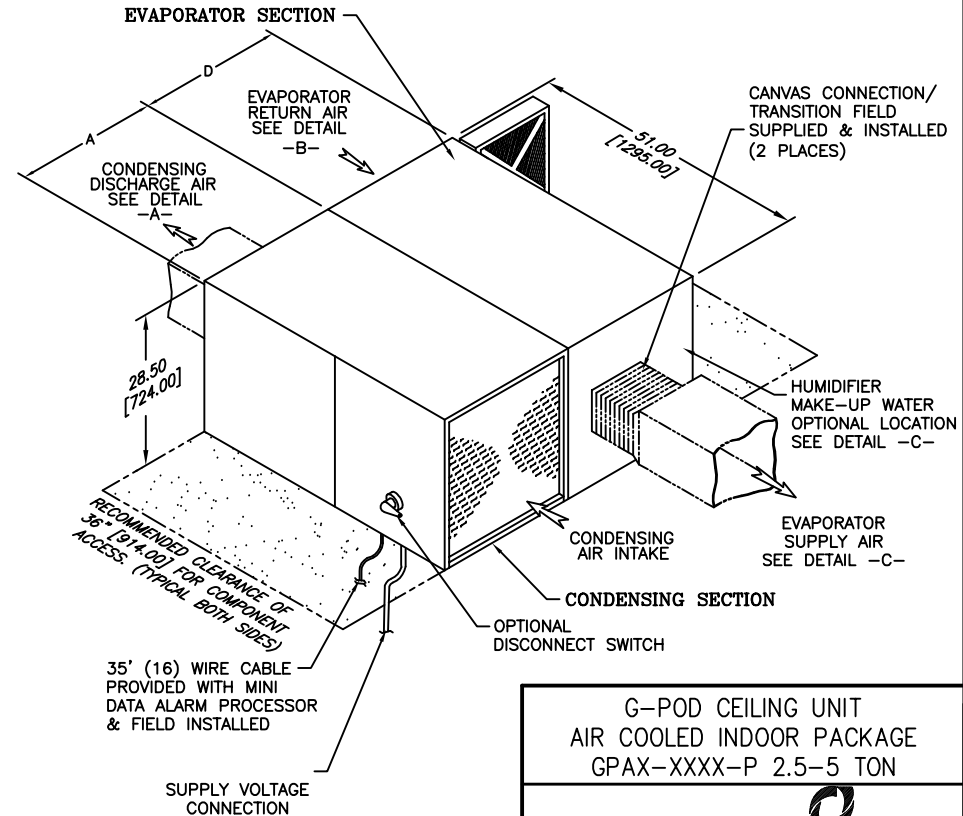 EVAPORATOR SECTION
D
A
EVAPORATOR
RETURN AIR
SEE DETAIL
-B-
CONDENSING
DISCHARGE AIR
SEE DETAIL
-A-
51.00
[1295.00]
CANVAS CONNECTION/
TRANSITION FIELD
SUPPLIED & INSTALLED
(2 PLACES)
28.50
[724.00]
HUMIDIFIER
MAKE-UP WATER
OPTIONAL LOCATION
SEE DETAIL -C-
EVAPORATOR
SUPPLY AIR
SEE DETAIL -C-
CONDENSING
AIR INTAKE
RECOMMENDED CLEARANCE OF
36" [914.00] FOR COMPONENT
ACCESS. (TYPICAL BOTH SIDES)
CONDENSING SECTION
OPTIONAL
DISCONNECT SWITCH
35' (16) WIRE CABLE
PROVIDED WITH MINI
DATA ALARM PROCESSOR
& FIELD INSTALLED
SUPPLY VOLTAGE
CONNECTION
G-POD CEILING UNIT
AIR COOLED INDOOR PACKAGE
GPAX-XXXX-P 2.5-5 TON